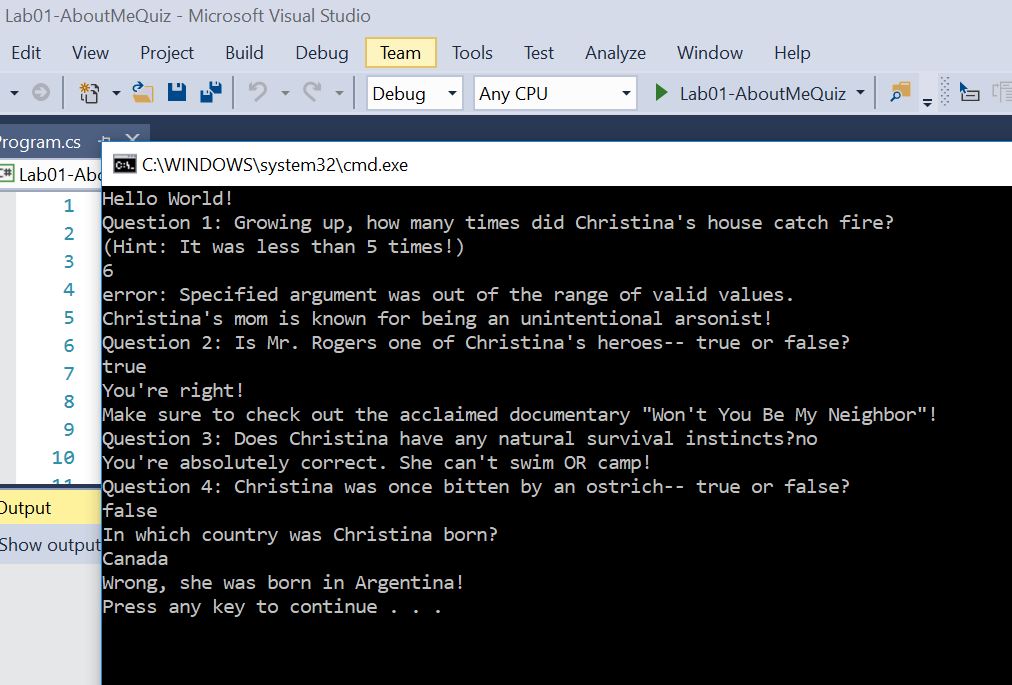 Lab01-AboutMeQuiz - Microsoft Visual Studio
Edit View Project Build Debug Team Tools Test Analyze Window Help
Debug Any CPU Lab01-AboutMeQuiz
rogram.cs
C:\WINDOWS\system32\cmd.exe
Lab01-Abo
1
2
3
4
5
6
7
8
9
10
11
Hello World!
Question 1: Growing up, how many times did Christina's house catch fire?
(Hint: It was less than 5 times!)
6
error: Specified argument was out of the range of valid values.
Christina's mom is known for being an unintentional arsonist!
Question 2: Is Mr. Rogers one of Christina's heroes-- true or false?
true
You're right!
Make sure to check out the acclaimed documentary "Won't You Be My Neighbor"!
Question 3: Does Christina have any natural survival instincts?no
You're absolutely correct. She can't swim OR camp!
Question 4: Christina was once bitten by an ostrich-- true or false?
false
In which country was Christina born?
Canada
Wrong, she was born in Argentina!
Press any key to continue . . .
Output
Show output